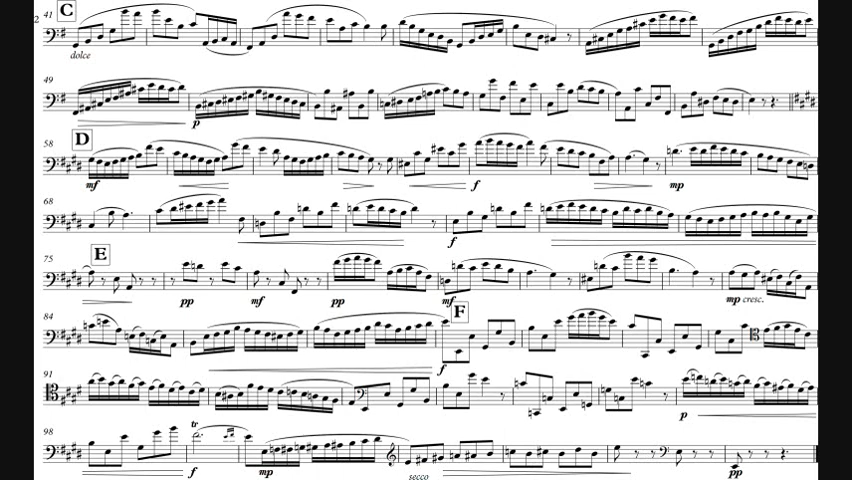 2
41 C
dolce
49
p
58 D
mf f mp
68
f
75 E
pp mf pp mf mp cresc.
84 F
f
91
p
98 tr
f mp secco pp